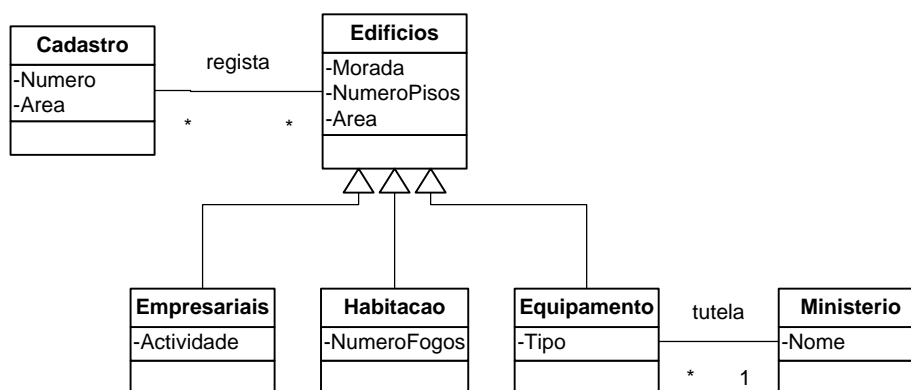 Cadastro
-Numero
-Area
regista
*
*
Edificios
-Morada
-NumeroPisos
-Area
Empresariais
-Actividade
Habitacao
-NumeroFogos
Equipamento
-Tipo
tutela
*
1
Ministerio
-Nome